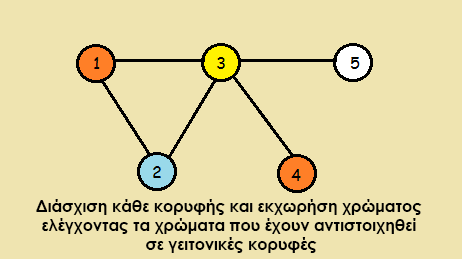 1 3 5
2 4
Διάσχιση κάθε κορυφής και εκχωρήση χρώματος
ελέγχοντας τα χρώματα που έχουν αντιστοιχηθεί
σε γειτονικές κορυφές